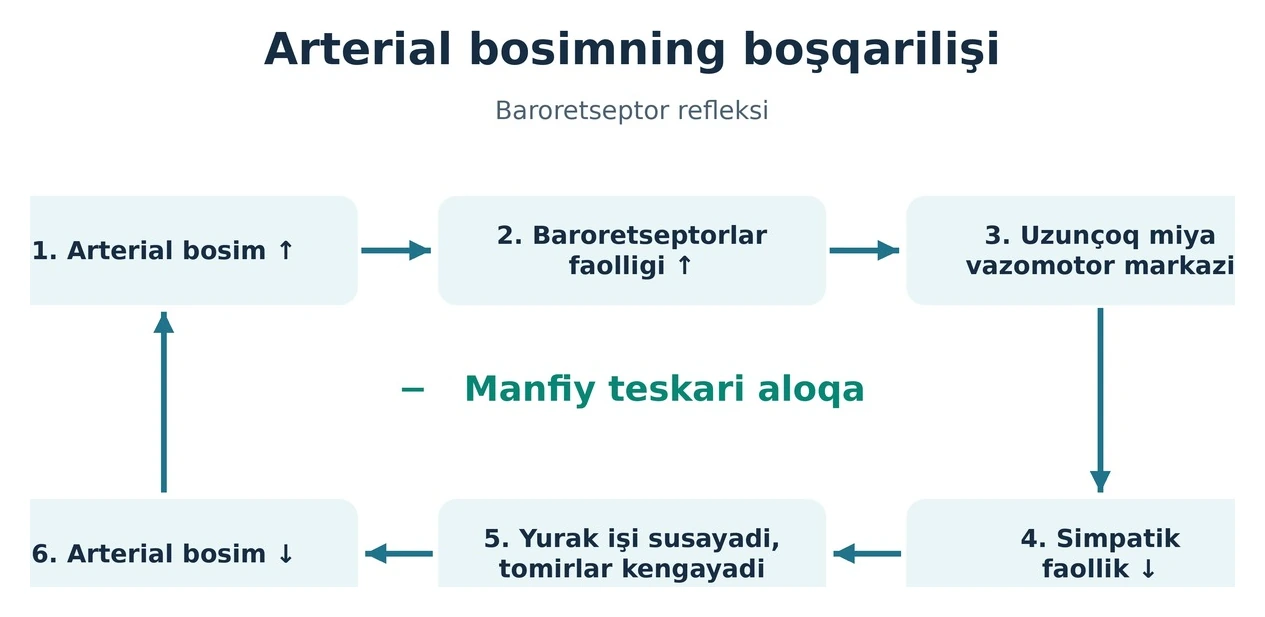 Arterial bosimning boşqarilişi
Baroretseptor refleksi
1. Arterial bosim ↑
2. Baroretseptorlar
faolligi ↑
3. Uzunçoq miya
vazomotor markazi
– Manfiy teskari aloqa
6. Arterial bosim ↓
5. Yurak işi susayadi,
tomirlar kengayadi
4. Simpatik
faollik ↓